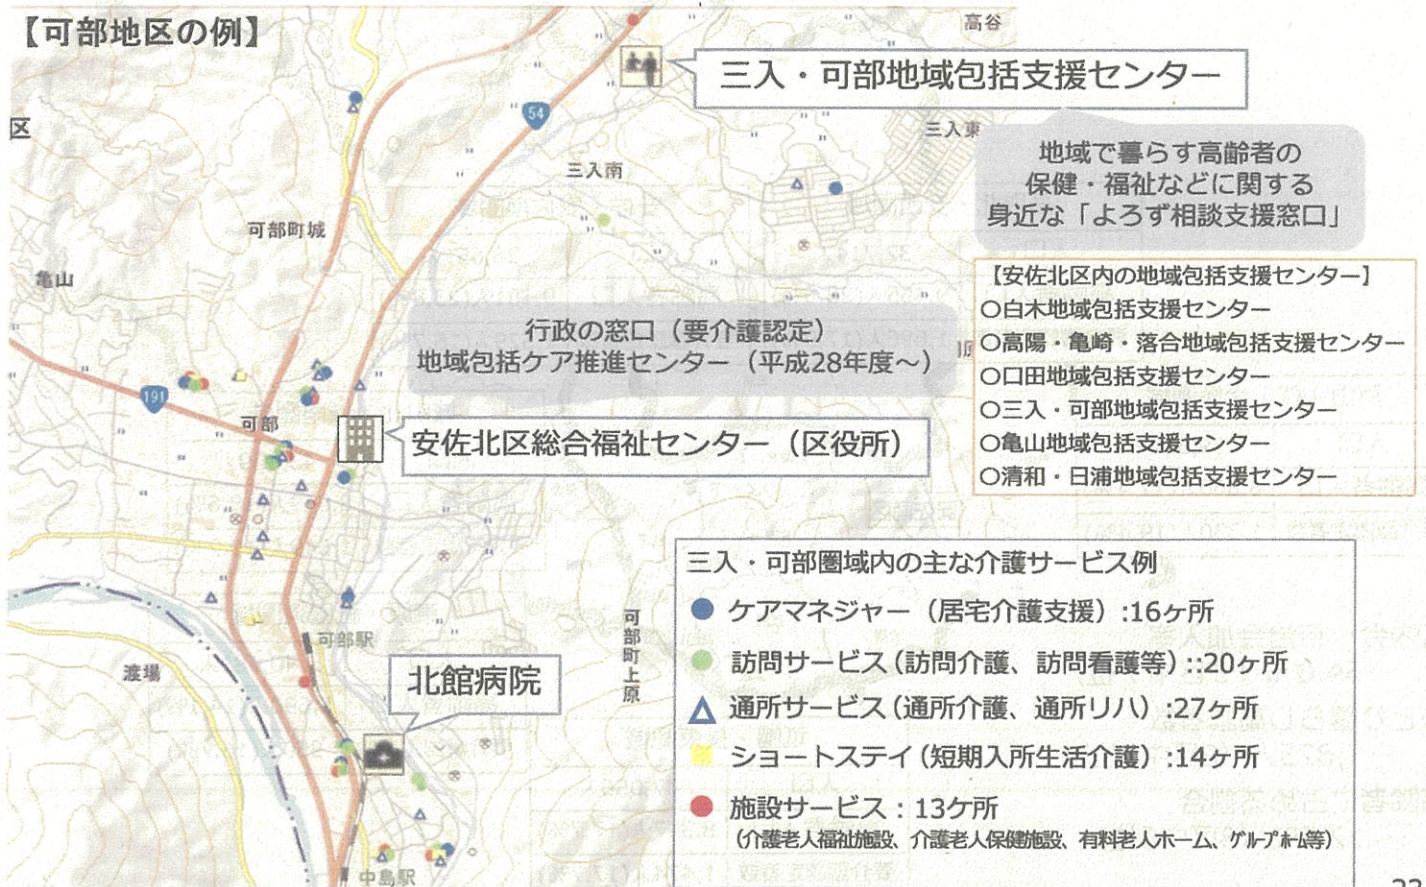 【可部地区の例】
高谷
三入・可部地域包括支援センター
54
区
三入東
地域で暮らす高齢者の
保健・福祉などに関する
身近な「よろず相談支援窓口」
三入南
可部町城
亀山
【安佐北区内の地域包括支援センター】
〇白木地域包括支援センター
〇高陽・亀崎・落合地域包括支援センター
〇口田地域包括支援センター
〇三入・可部地域包括支援センター
〇亀山地域包括支援センター
〇清和・日浦地域包括支援センター
行政の窓口（要介護認定）
地域包括ケア推進センター（平成28年度～）
191
可部
安佐北区総合福祉センター（区役所）
三入・可部圏域内の主な介護サービス例
ケアマネジャー（居宅介護支援）:16ヶ所
訪問サービス（訪問介護、訪問看護等）::20ヶ所
通所サービス（通所介護、通所リハ）:27ヶ所
ショートステイ（短期入所生活介護）:14ヶ所
施設サービス：13ケ所
（介護老人福祉施設、介護老人保健施設、有料老人ホーム、グループホーム等）
可部駅
可部町上原
渡場
北館病院
中島駅